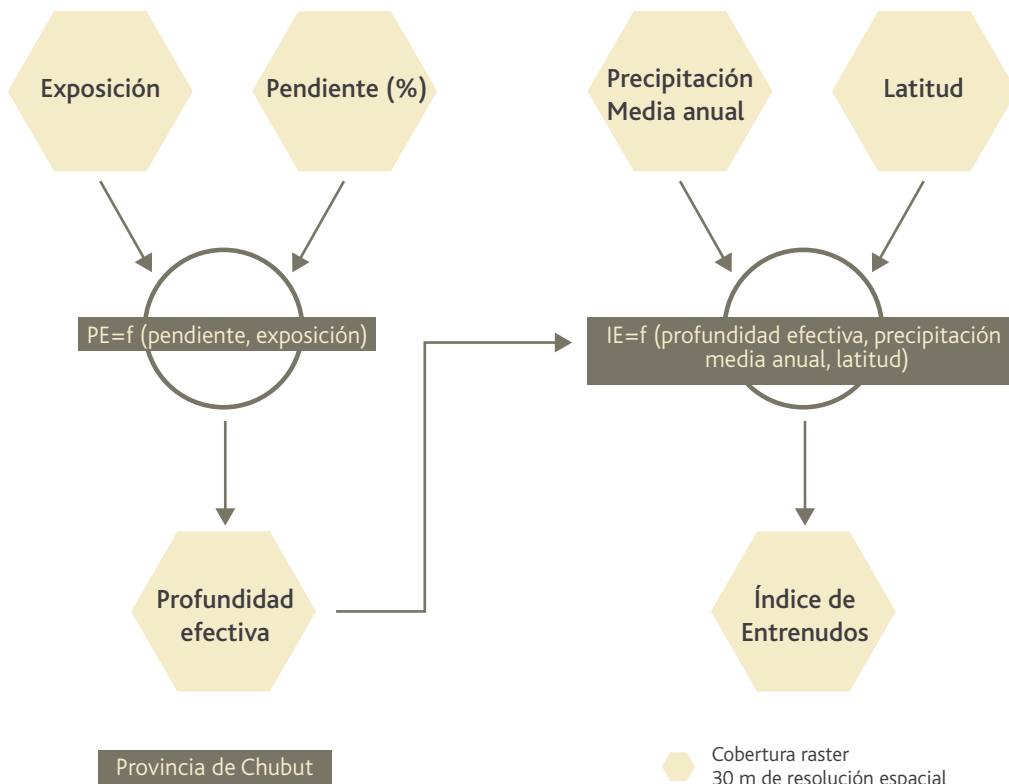 Exposición
Pendiente (%)
Precipitación
Media anual
Latitud
PE=f (pendiente, exposición)
IE=f (profundidad efectiva, precipitación
media anual, latitud)
Profundidad
efectiva
Índice de
Entrenudos
Provincia de Chubut
Cobertura raster
30 m de resolución espacial